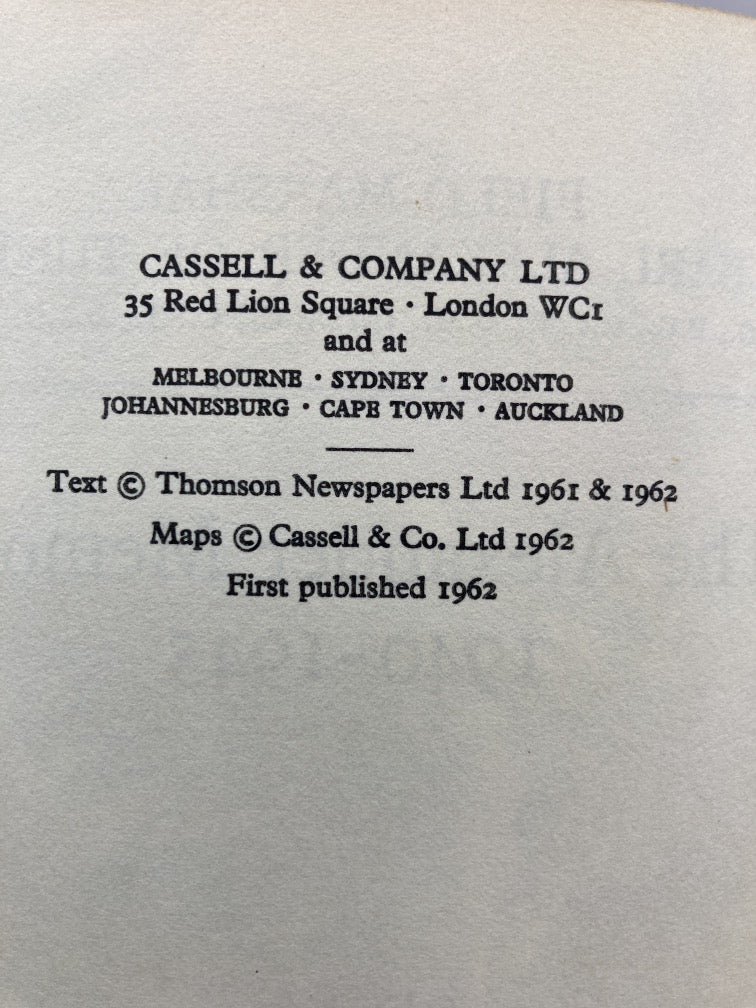 CASSELL & COMPANY LTD
35 Red Lion Square · London WC1
and at
MELBOURNE · SYDNEY · TORONTO
JOHANNESBURG · CAPE TOWN · AUCKLAND
Text © Thomson Newspapers Ltd 1961 & 1962
Maps © Cassell & Co. Ltd 1962
First published 1962